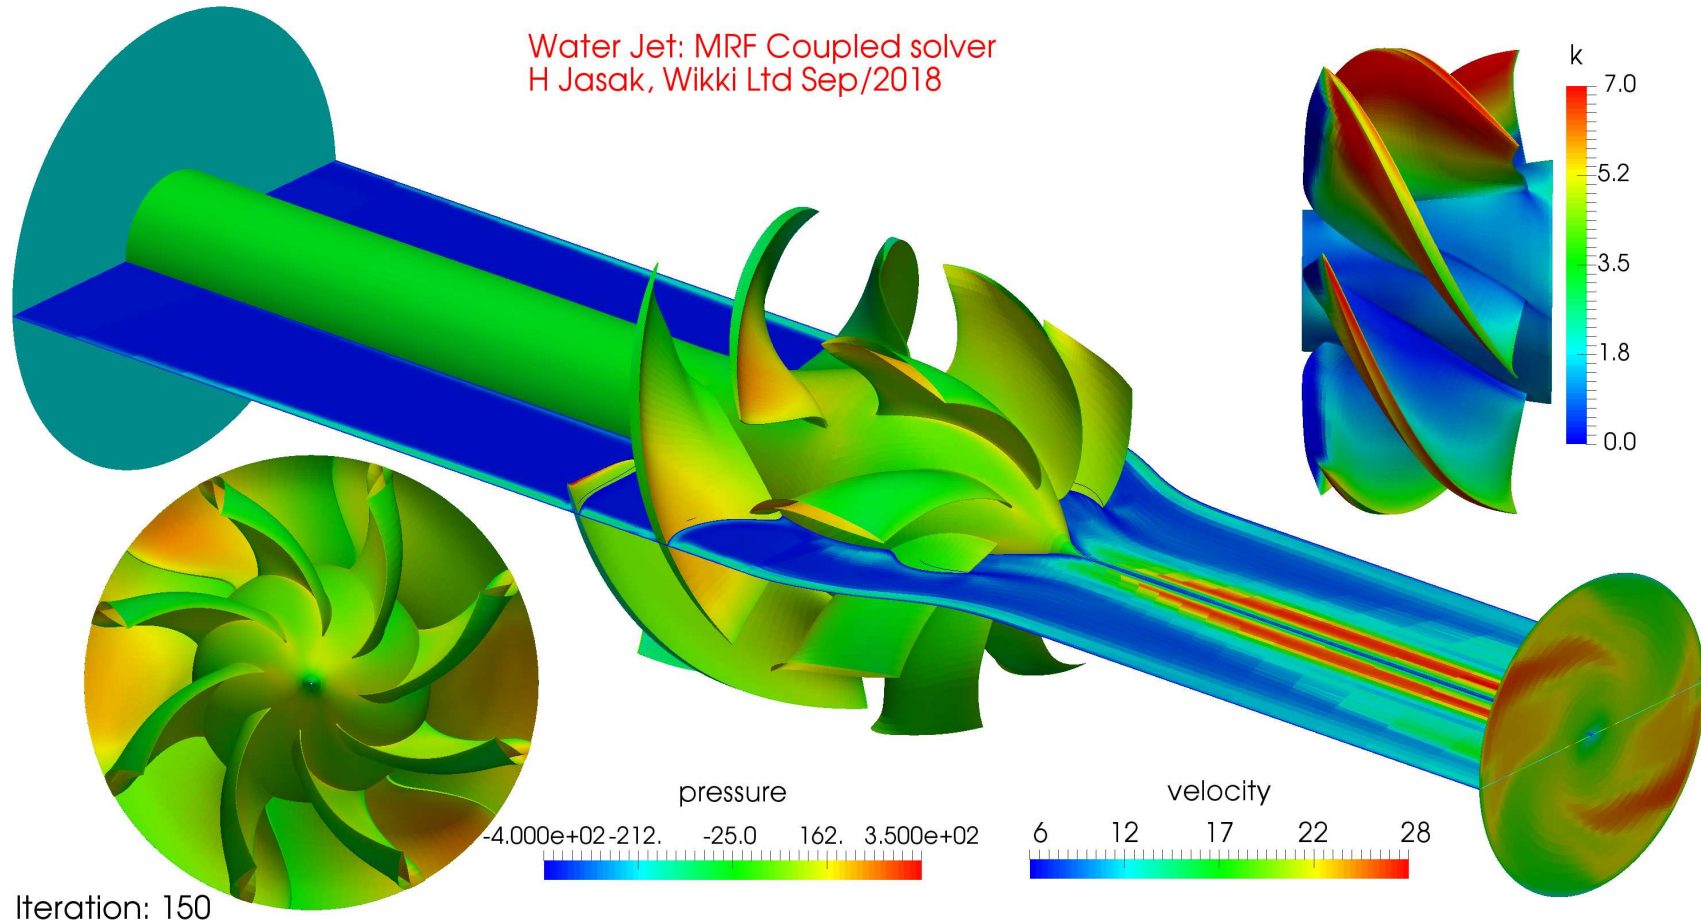 Water Jet: MRF Coupled solver
H Jasak, Wikki Ltd Sep/2018
k
7.0
5.2
3.5
1.8
0.0
pressure
-4.000e+02 -212. -25.0 162. 3.500e+02
velocity
6 12 17 22 28
Iteration: 150